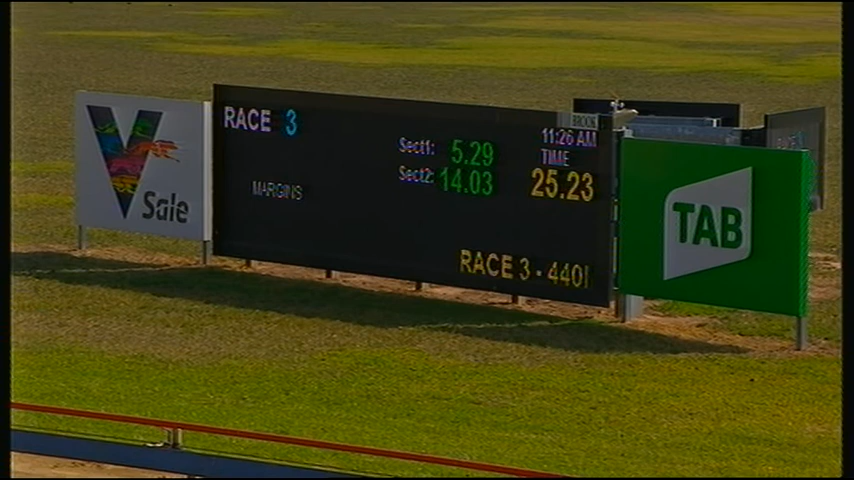 V
Sale
RACE 3
Sect1: 5.29
Sect2: 14.03
11:26 AM
TIME
25.23
MARGINS
RACE 3 - 440
TAB